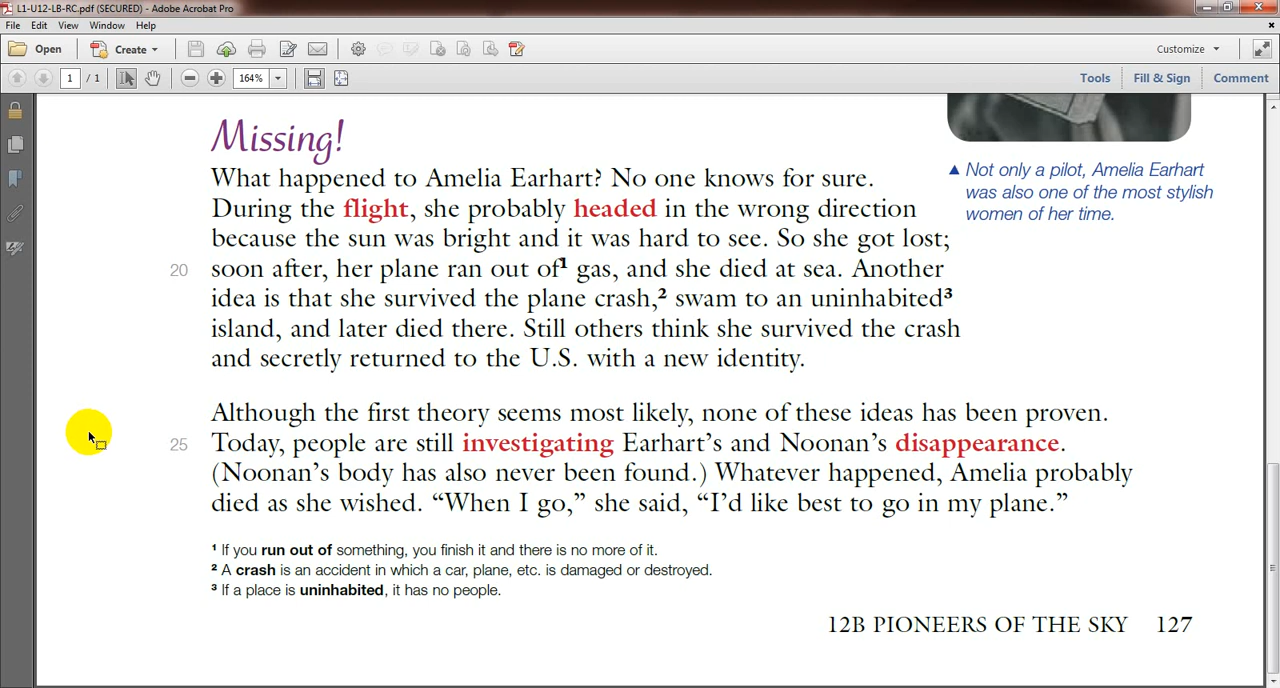 L1-U12-LB-RC.pdf (SECURED) - Adobe Acrobat Pro
File Edit View Window Help
Open Create Customize
1 / 1 164% Tools Fill & Sign Comment
Missing!
What happened to Amelia Earhart? No one knows for sure.
During the flight, she probably headed in the wrong direction
because the sun was bright and it was hard to see. So she got lost;
20 soon after, her plane ran out of¹ gas, and she died at sea. Another
idea is that she survived the plane crash,² swam to an uninhabited³
island, and later died there. Still others think she survived the crash
and secretly returned to the U.S. with a new identity.
▲ Not only a pilot, Amelia Earhart
was also one of the most stylish
women of her time.
Although the first theory seems most likely, none of these ideas has been proven.
25 Today, people are still investigating Earhart's and Noonan's disappearance.
(Noonan's body has also never been found.) Whatever happened, Amelia probably
died as she wished. “When I go,” she said, “I'd like best to go in my plane.”
¹ If you run out of something, you finish it and there is no more of it.
² A crash is an accident in which a car, plane, etc. is damaged or destroyed.
³ If a place is uninhabited, it has no people.
12B PIONEERS OF THE SKY 127